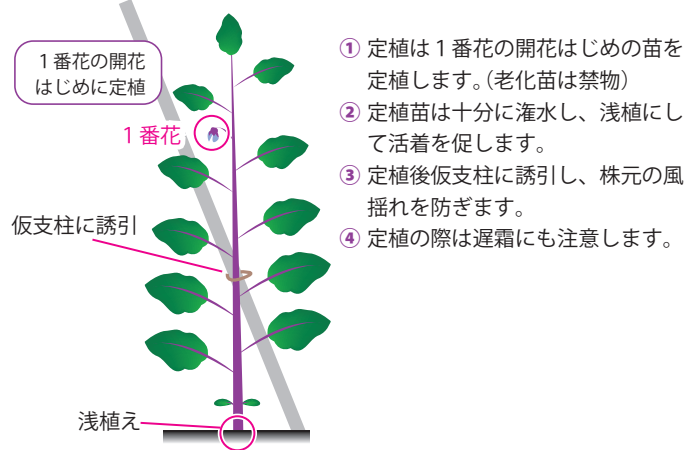 1番花の開花
はじめに定植
1番花
仮支柱に誘引
浅植え
① 定植は1番花の開花はじめの苗を
定植します。(老化苗は禁物)
② 定植苗は十分に潅水し、浅植にし
て活着を促します。
③ 定植後仮支柱に誘引し、株元の風
揺れを防ぎます。
④ 定植の際は遅霜にも注意します。